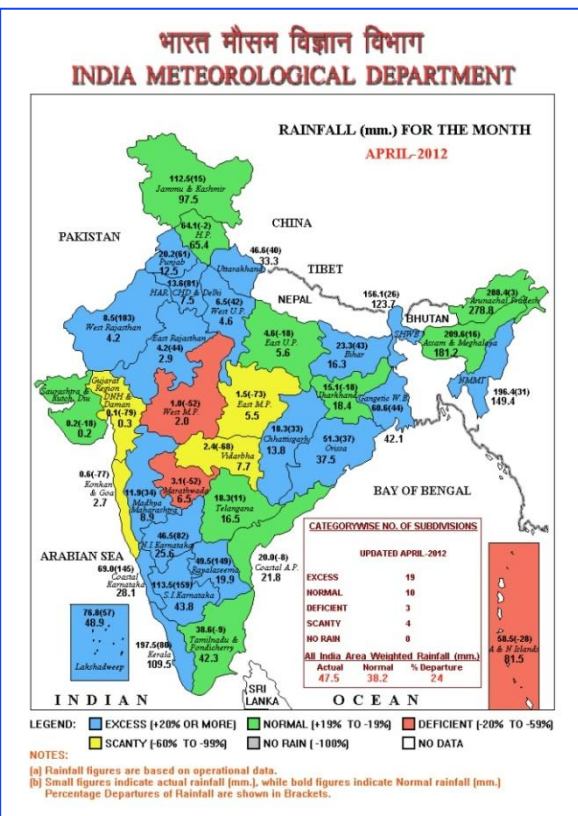 भारत मौसम विज्ञान विभाग
INDIA METEOROLOGICAL DEPARTMENT
RAINFALL (mm.) FOR THE MONTH
APRIL-2012
112.5(15)
Jammu & Kashmir
97.5
64.1(-2)
H.P.
65.4
PAKISTAN
CHINA
20.2(61)
Punjab
12.5
46.6(40)
Uttarakhand
33.3
TIBET
13.6(81)
HAR. CHD & Delhi
7.5
6.5(42)
West U.P.
4.6
NEPAL
156.1(26)
123.7
SHWB
BHUTAN
288.4(3)
Arunachal Pradesh
278.8
8.5(103)
West Rajasthan
4.2
East Rajasthan
4.2(44)
2.9
4.6(-18)
East U.P.
5.6
23.3(43)
Bihar
16.3
209.6(16)
Assam & Meghalaya
181.2
NMMT
196.4(31)
149.4
Saurashtra &
Kutch, Diu
0.2(-18)
0.2
Gujarat
Region
DNH &
Daman
0.1(-79)
0.3
1.0(-52)
West M.P.
2.0
1.5(-73)
East M.P.
5.5
15.1(-18)
Jharkhand
18.4
Gangetic W.B
60.6(44)
42.1
18.3(33)
Chhattisgarh
13.8
51.3(37)
Orissa
37.5
2.4(-68)
Vidarbha
7.7
0.6(-77)
Konkan
& Goa
2.7
11.9(34)
Madhya
Maharashtra
8.9
3.1(-52)
Marathwada
6.5
18.3(11)
Telangana
16.5
BAY OF BENGAL
ARABIAN SEA
46.5(82)
N.I.Karnataka
25.6
49.5(149)
Rayalaseema
19.9
20.0(-8)
Coastal A.P.
21.8
69.0(145)
Coastal
Karnataka
28.1
113.5(159)
S.I.Karnataka
43.8
76.8(57)
48.9
Lakshadweep
197.5(80)
Kerala
109.5
38.6(-9)
Tamilnadu &
Pondicherry
42.3
58.5(-28)
A & N Islands
81.5
CATEGORYWISE NO. OF SUBDIVISIONS
UPDATED APRIL-2012
EXCESS 19
NORMAL 10
DEFICIENT 3
SCANTY 4
NO RAIN 0
All India Area Weighted Rainfall (mm.)
Actual Normal % Departure
47.5 38.2 24
SRI
LANKA
INDIAN OCEAN
LEGEND: EXCESS (+20% OR MORE) NORMAL (+19% TO -19%) DEFICIENT (-20% TO -59%)
SCANTY (-60% TO -99%) NO RAIN (-100%) NO DATA
NOTES:
(a) Rainfall figures are based on operational data.
(b) Small figures indicate actual rainfall (mm.), while bold figures indicate Normal rainfall (mm.)
Percentage Departures of Rainfall are shown in Brackets.